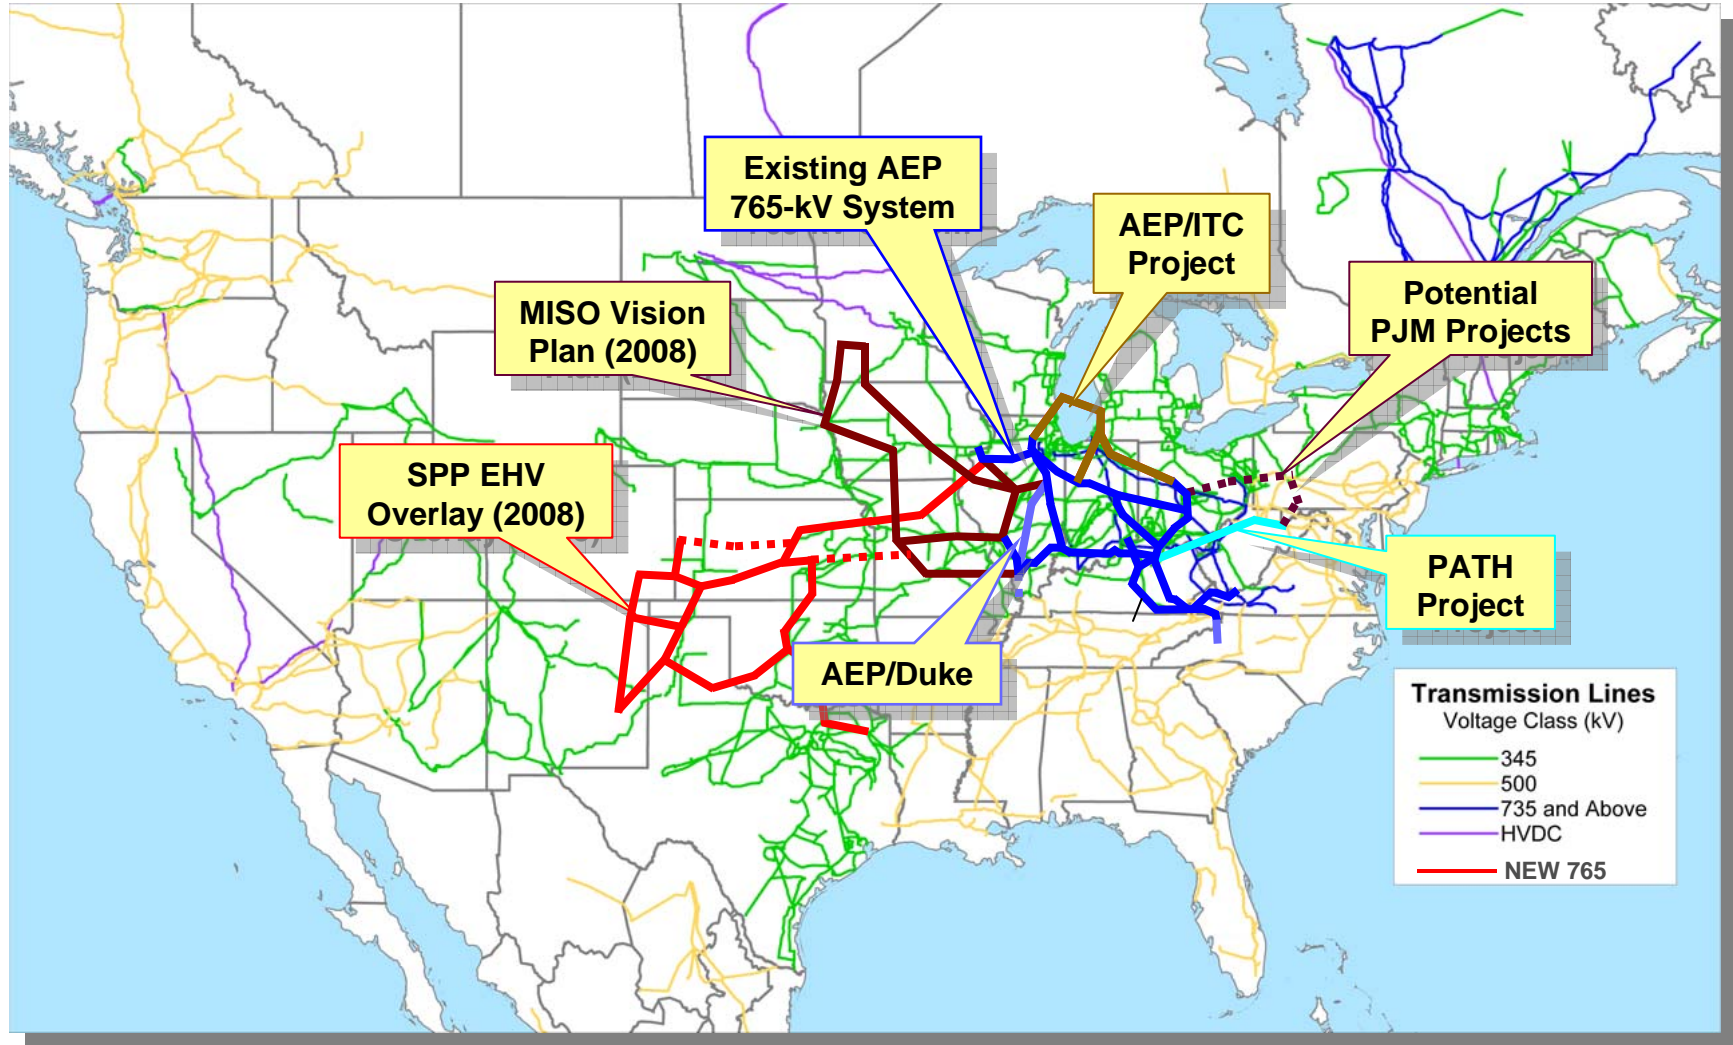 Existing AEP
765-kV System
AEP/ITC
Project
Potential
PJM Projects
MISO Vision
Plan (2008)
SPP EHV
Overlay (2008)
PATH
Project
AEP/Duke
Transmission Lines
Voltage Class (kV)
345
500
735 and Above
HVDC
NEW 765